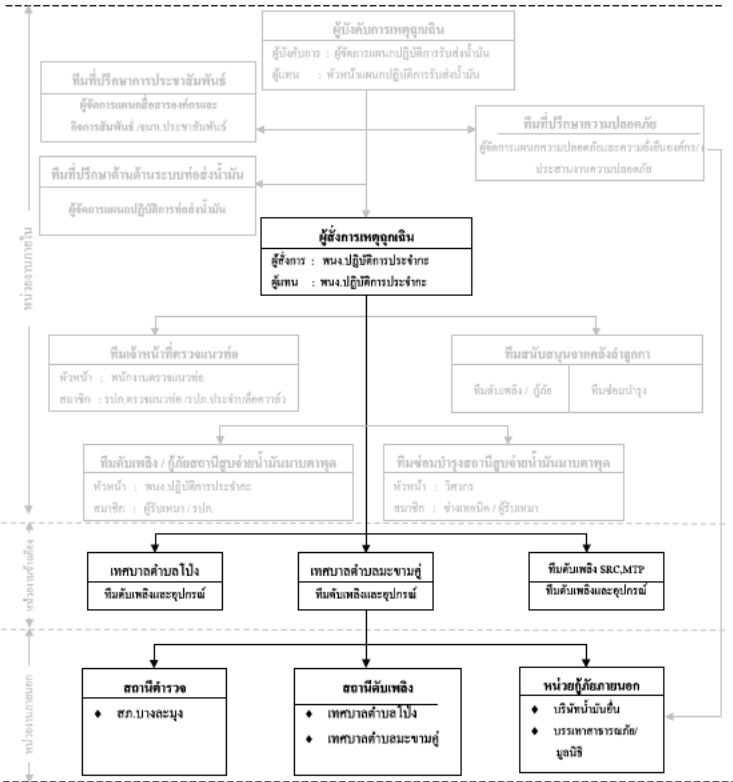 ผู้บังคับการเหตุฉุกเฉิน
ผู้บังคับการ : ผู้จัดการแผนกปฏิบัติการรับส่งน้ำมัน
ผู้แทน : หัวหน้าแผนกปฏิบัติการรับส่งน้ำมัน
ทีมที่ปรึกษาการประชาสัมพันธ์
ผู้จัดการแผนกสื่อสารองค์กรและ
กิจการสัมพันธ์ /จนท.ประชาสัมพันธ์
ทีมที่ปรึกษาความปลอดภัย
ผู้จัดการแผนกความปลอดภัยและความยั่งยืนองค์กร/
ประสานงานความปลอดภัย
ทีมที่ปรึกษาด้านด้านระบบท่อส่งน้ำมัน
ผู้จัดการแผนกปฏิบัติการท่อส่งน้ำมัน
หน่วยงานภายใน
ผู้สั่งการเหตุฉุกเฉิน
ผู้สั่งการ : พนง.ปฏิบัติการประจำกะ
ผู้แทน : พนง.ปฏิบัติการประจำกะ
ทีมเจ้าหน้าที่ตรวจแนวท่อ
หัวหน้า : พนักงานตรวจแนวท่อ
สมาชิก : รปภ.ตรวจแนวท่อ /รปภ.ประจำบล็อควาล์ว
ทีมสนับสนุนจากคลังลำลูกกา
ทีมดับเพลิง / กู้ภัย
ทีมซ่อมบำรุง
ทีมดับเพลิง / กู้ภัยสถานีสูบจ่ายน้ำมันมาบตาพุด
หัวหน้า : พนง.ปฏิบัติการประจำกะ
สมาชิก : ผู้รับเหมา / รปภ.
ทีมซ่อมบำรุงสถานีสูบจ่ายน้ำมันมาบตาพุด
หัวหน้า : วิศวกร
สมาชิก : ช่างเทคนิค / ผู้รับเหมา
หน่วยงานข้างเคียง
เทศบาลตำบลโป่ง
ทีมดับเพลิงและอุปกรณ์
เทศบาลตำบลมะขามคู่
ทีมดับเพลิงและอุปกรณ์
ทีมดับเพลิง SRC,MTP
ทีมดับเพลิงและอุปกรณ์
หน่วยงานภายนอก
สถานีตำรวจ
♦ สภ.บางละมุง
สถานีดับเพลิง
♦ เทศบาลตำบลโป่ง
♦ เทศบาลตำบลมะขามคู่
หน่วยกู้ภัยภายนอก
♦ บริษัทน้ำมันอื่น
♦ บรรเทาสาธารณภัย/
มูลนิธิ